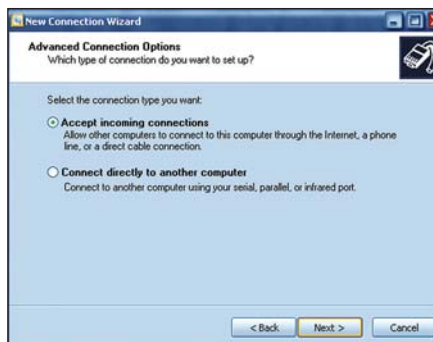 New Connection Wizard
Advanced Connection Options
Which type of connection do you want to set up?
Select the connection type you want:
Accept incoming connections
Allow other computers to connect to this computer through the Internet, a phone
line, or a direct cable connection.
Connect directly to another computer
Connect to another computer using your serial, parallel, or infrared port.
< Back
Next >
Cancel